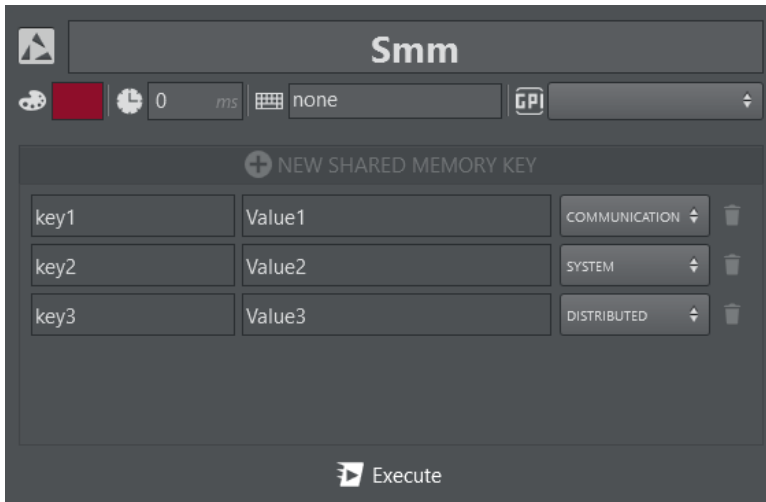 Smm
0 ms none GPI
NEW SHARED MEMORY KEY
key1 Value1 COMMUNICATION
key2 Value2 SYSTEM
key3 Value3 DISTRIBUTED
Execute